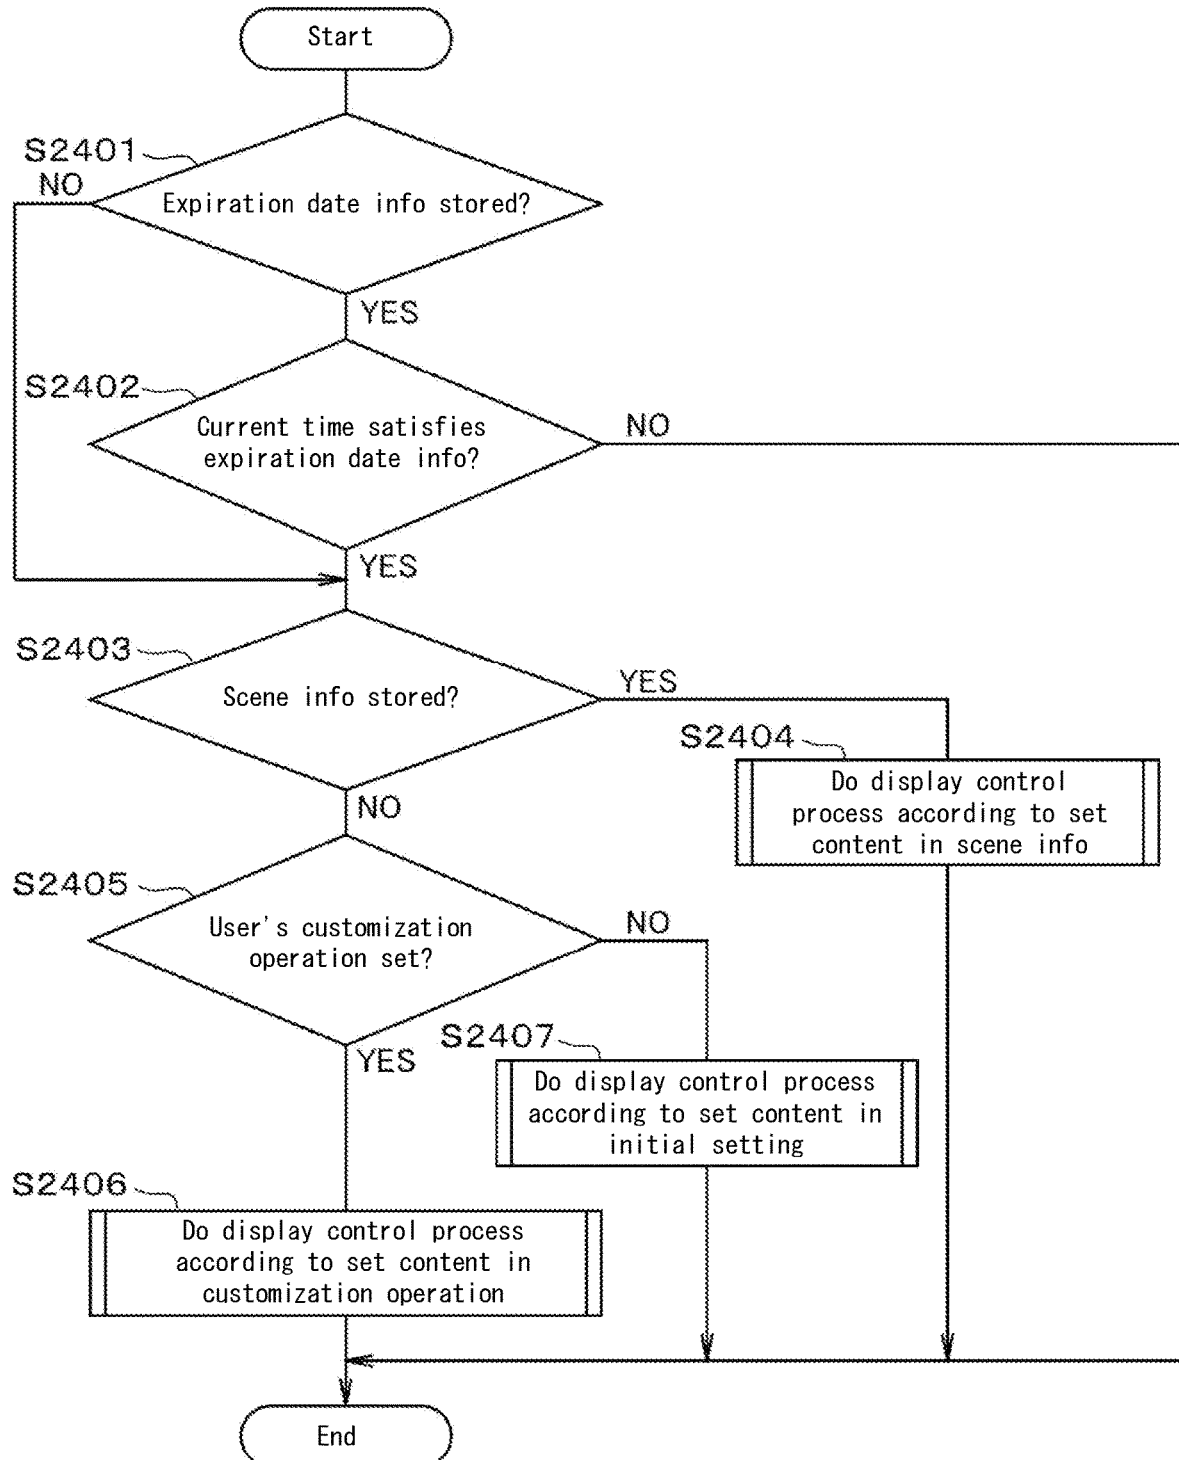 Start
S2401
NO
Expiration date info stored?
YES
S2402
Current time satisfies
expiration date info?
NO
YES
S2403
Scene info stored?
YES
S2404
Do display control
process according to set
content in scene info
NO
S2405
User's customization
operation set?
NO
S2407
YES
Do display control process
according to set content in
initial setting
S2406
Do display control process
according to set content in
customization operation
End